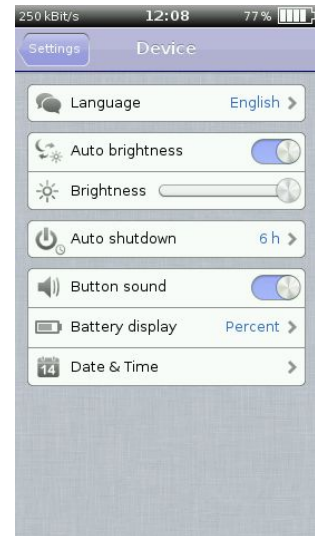 250 kBit/s 12:08 77%
Settings Device
Language English
Auto brightness
Brightness
Auto shutdown 6 h
Button sound
Battery display Percent
14 Date & Time